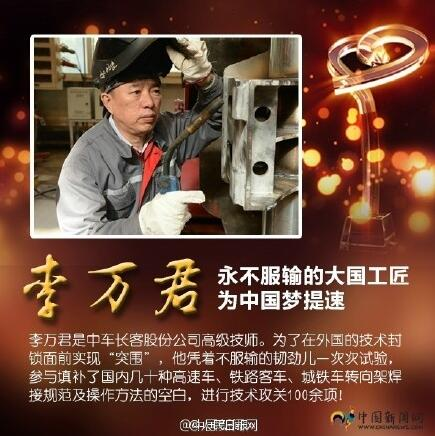 李万君
永不服输的大国工匠
为中国梦提速
李万君是中车长客股份公司高级技师。为了在外国的技术封
锁面前实现“突围”，他凭着不服输的韧劲儿一次次试验，
参与填补了国内几十种高速车、铁路客车、城铁车转向架焊
接规范及操作方法的空白，进行技术攻关100余项！
中国新闻网
WWW.CHINANEWS.COM